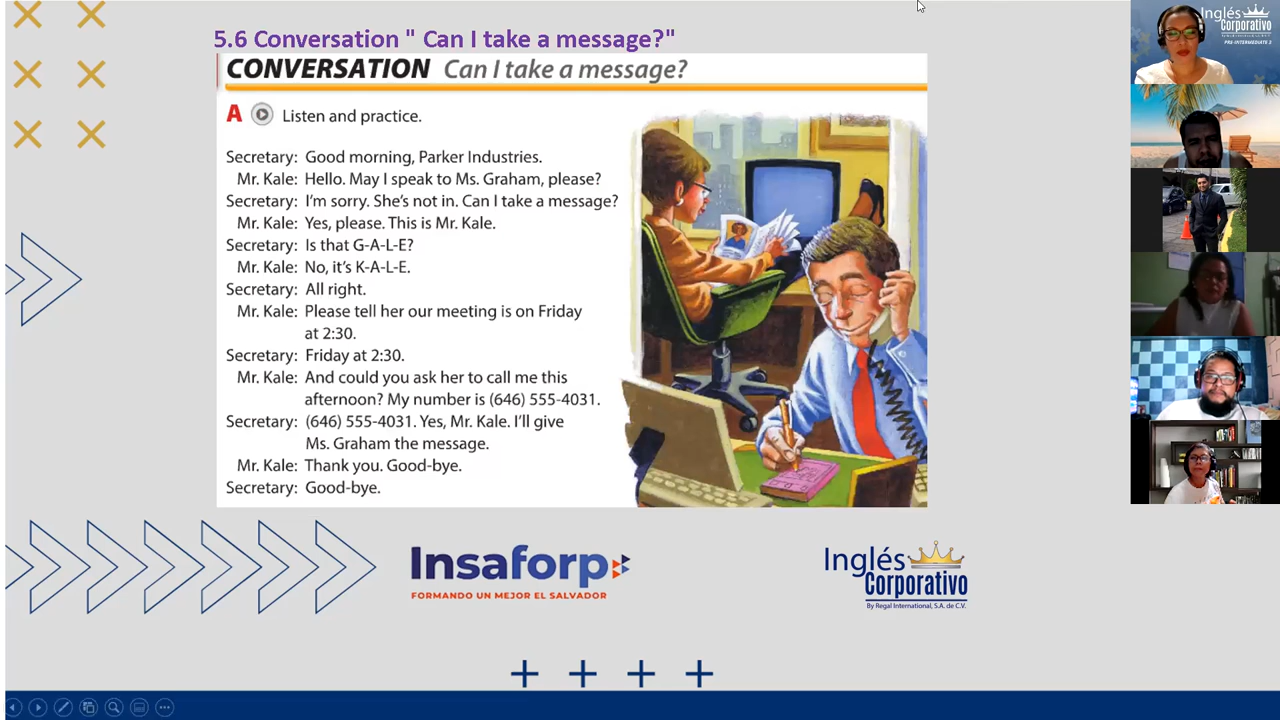 5.6 Conversation " Can I take a message?"
CONVERSATION Can I take a message?
A Listen and practice.
Secretary: Good morning, Parker Industries.
Mr. Kale: Hello. May I speak to Ms. Graham, please?
Secretary: I'm sorry. She's not in. Can I take a message?
Mr. Kale: Yes, please. This is Mr. Kale.
Secretary: Is that G-A-L-E?
Mr. Kale: No, it's K-A-L-E.
Secretary: All right.
Mr. Kale: Please tell her our meeting is on Friday
at 2:30.
Secretary: Friday at 2:30.
Mr. Kale: And could you ask her to call me this
afternoon? My number is (646) 555-4031.
Secretary: (646) 555-4031. Yes, Mr. Kale. I'll give
Ms. Graham the message.
Mr. Kale: Thank you. Good-bye.
Secretary: Good-bye.
Insaforp
FORMANDO UN MEJOR EL SALVADOR
Inglés
Corporativo
By Regal International, S.A. de C.V.
Inglés
Corporativo
PRE-INTERMEDIATE 2